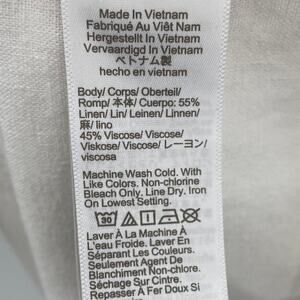 Made In Vietnam
Fabriqué Au Viêt Nam
Hergestellt In Vietnam
Vervaardigd In Vietnam
ベトナム製
hecho en vietnam
Body/ Corps/ Oberteil/
Romp/ 本体/ Cuerpo: 55%
Linen/ Lin/ Leinen/ Linnen/
麻/ lino
45% Viscose/ Viscose/
Viskose/ Viscose/ レーヨン/
viscosa
Machine Wash Cold. With
Like Colors. Non-chlorine
Bleach Only. Line Dry. Iron
On Lowest Setting.
30
Laver À La Machine À
L'eau Froide. Laver En
Séparant Les Couleurs.
Seulement Agent De
Blanchiment Non-chloré.
Séchage Sur Cintre.
Repasser À Fer Doux Si